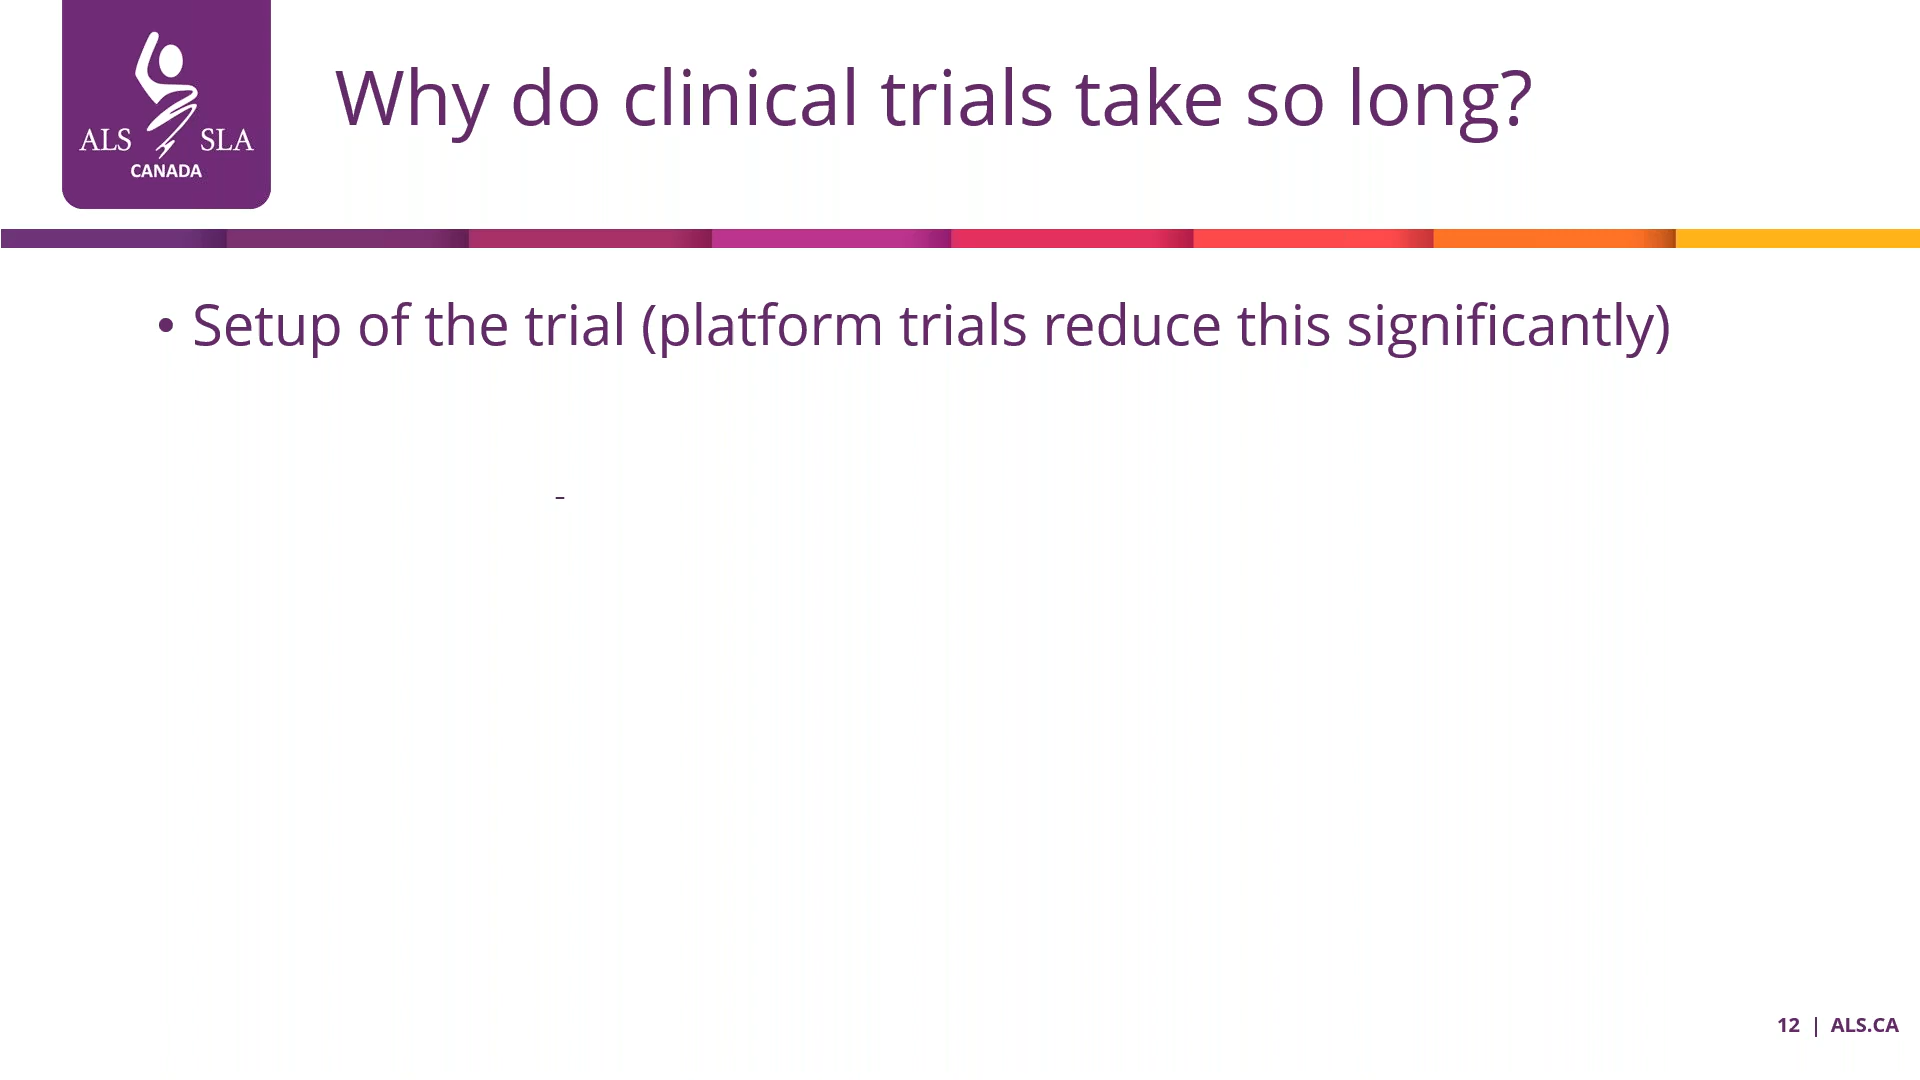 ALS SLA
CANADA
Why do clinical trials take so long?
• Setup of the trial (platform trials reduce this significantly)
-
12 | ALS.CA